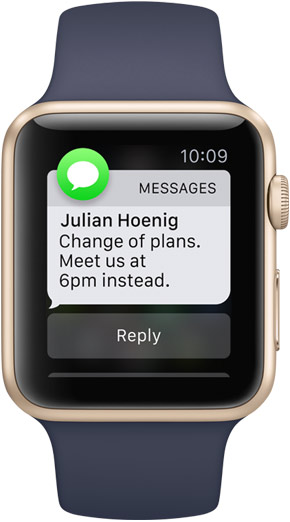 10:09
MESSAGES
Julian Hoenig
Change of plans.
Meet us at
6pm instead.
Reply